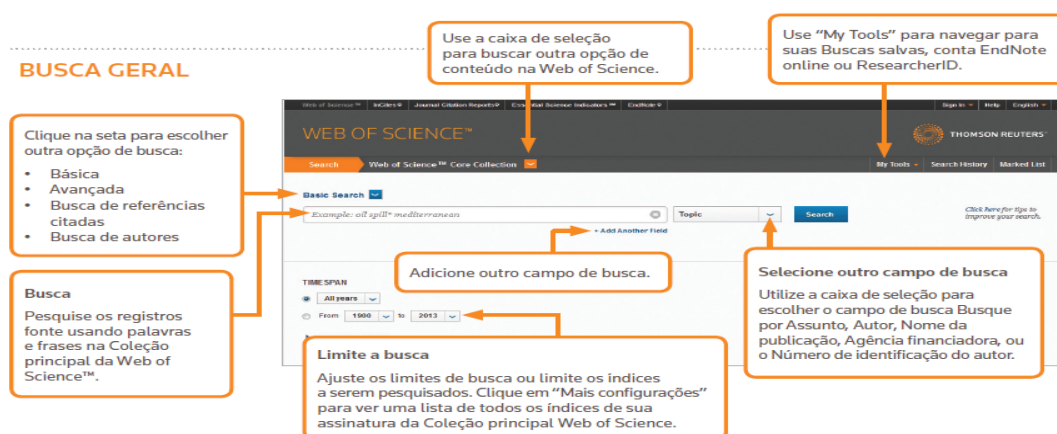 BUSCA GERAL
Use a caixa de seleção
para buscar outra opção de
conteúdo na Web of Science.
Use “My Tools” para navegar para
suas Buscas salvas, conta EndNote
online ou ResearcherID.
Clique na seta para escolher
outra opção de busca:
• Básica
• Avançada
• Busca de referências
citadas
• Busca de autores
Busca
Pesquise os registros
fonte usando palavras
e frases na Coleção
principal da Web of
Science™.
Web of Science™ InCites Journal Citation Reports Essential Science Indicators EndNote Sign In Help English
WEB OF SCIENCE™
THOMSON REUTERS™
Search Web of Science™ Core Collection My Tools Search History Marked List
Basic Search
Example: oil spill* mediterranean Topic Search
Click here for tips to
improve your search.
+ Add Another Field
Adicione outro campo de busca.
Selecione outro campo de busca
Utilize a caixa de seleção para
escolher o campo de busca Busque
por Assunto, Autor, Nome da
publicação, Agência financiadora, ou
o Número de identificação do autor.
TIMESPAN
All years
From 1900 to 2013
Limite a busca
Ajuste os limites de busca ou limite os índices
a serem pesquisados. Clique em “Mais configurações”
para ver uma lista de todos os índices de sua
assinatura da Coleção principal Web of Science.